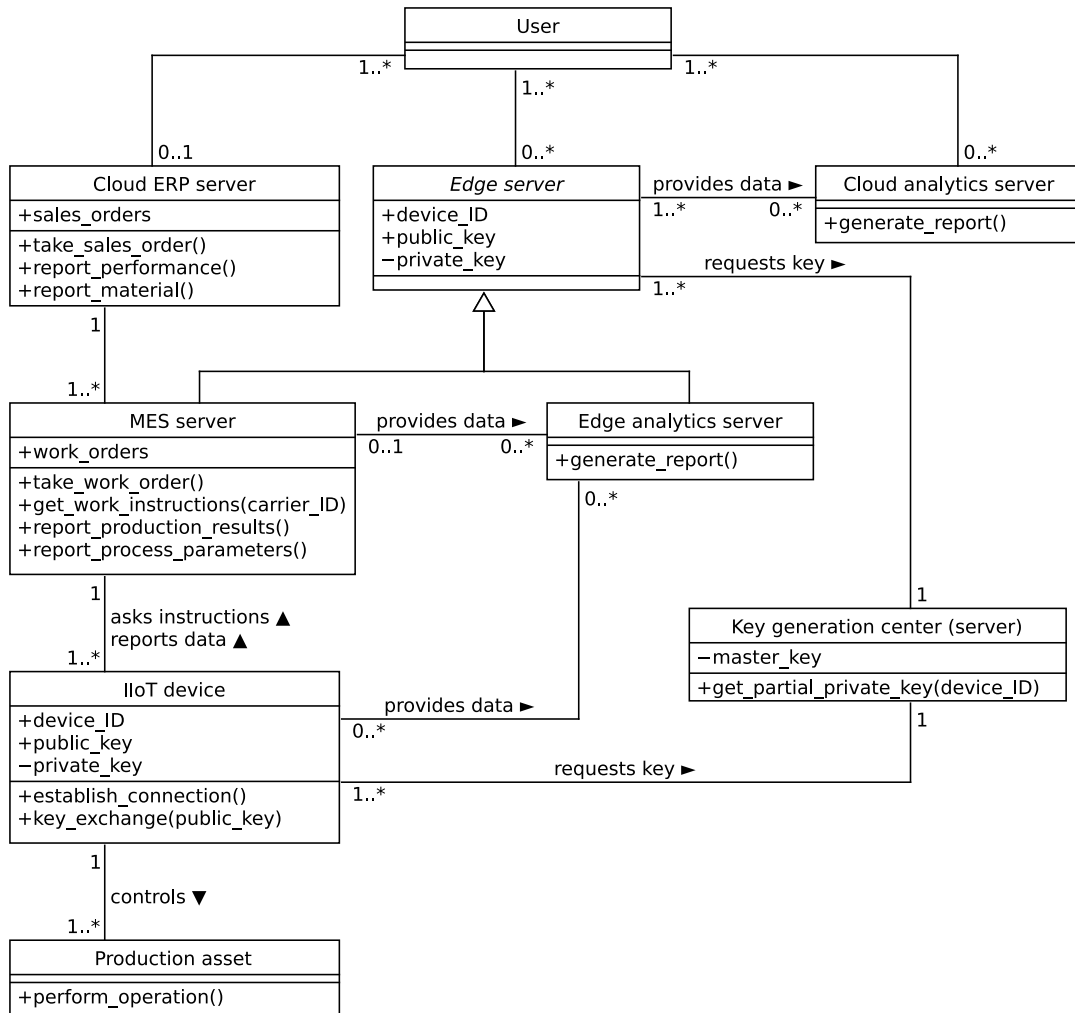 User
1..*
1..*
1..*
0..1
0..*
0..*
Cloud ERP server
+sales_orders
+take_sales_order()
+report_performance()
+report_material()
Edge server
+device_ID
+public_key
−private_key
provides data ►
1..*
0..*
Cloud analytics server
+generate_report()
requests key ►
1..*
1
1..*
MES server
+work_orders
+take_work_order()
+get_work_instructions(carrier_ID)
+report_production_results()
+report_process_parameters()
provides data ►
0..1
0..*
Edge analytics server
+generate_report()
0..*
1
asks instructions ▲
reports data ▲
1..*
1
Key generation center (server)
−master_key
+get_partial_private_key(device_ID)
1
IIoT device
+device_ID
+public_key
−private_key
+establish_connection()
+key_exchange(public_key)
provides data ►
0..*
requests key ►
1..*
1
controls ▼
1..*
Production asset
+perform_operation()